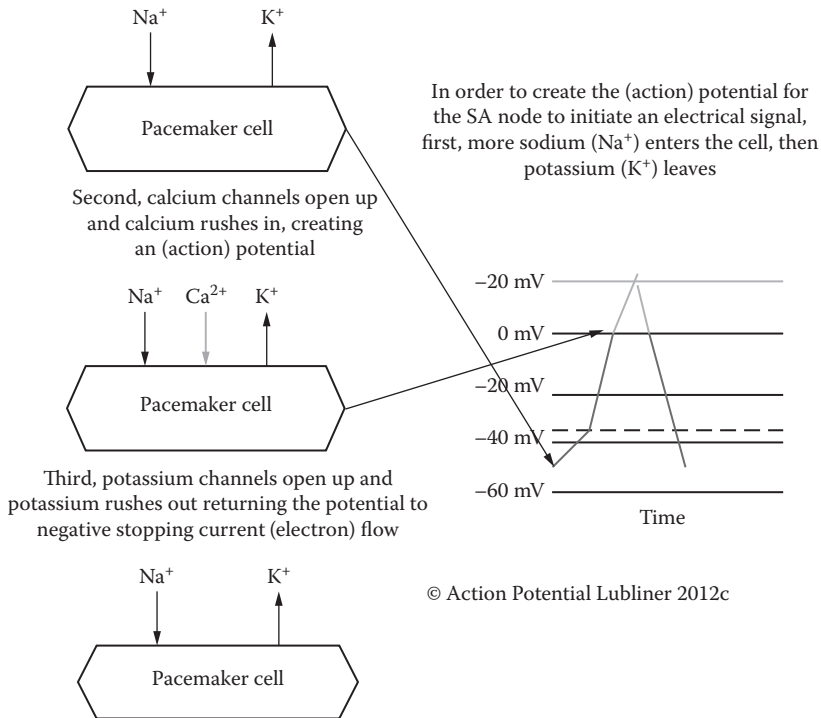 Na⁺ K⁺
Pacemaker cell
In order to create the (action) potential for
the SA node to initiate an electrical signal,
first, more sodium (Na⁺) enters the cell, then
potassium (K⁺) leaves
Second, calcium channels open up
and calcium rushes in, creating
an (action) potential
Na⁺ Ca²⁺ K⁺
Pacemaker cell
–20 mV
0 mV
–20 mV
–40 mV
–60 mV
Time
Third, potassium channels open up and
potassium rushes out returning the potential to
negative stopping current (electron) flow
Na⁺ K⁺
Pacemaker cell
© Action Potential Lubliner 2012c